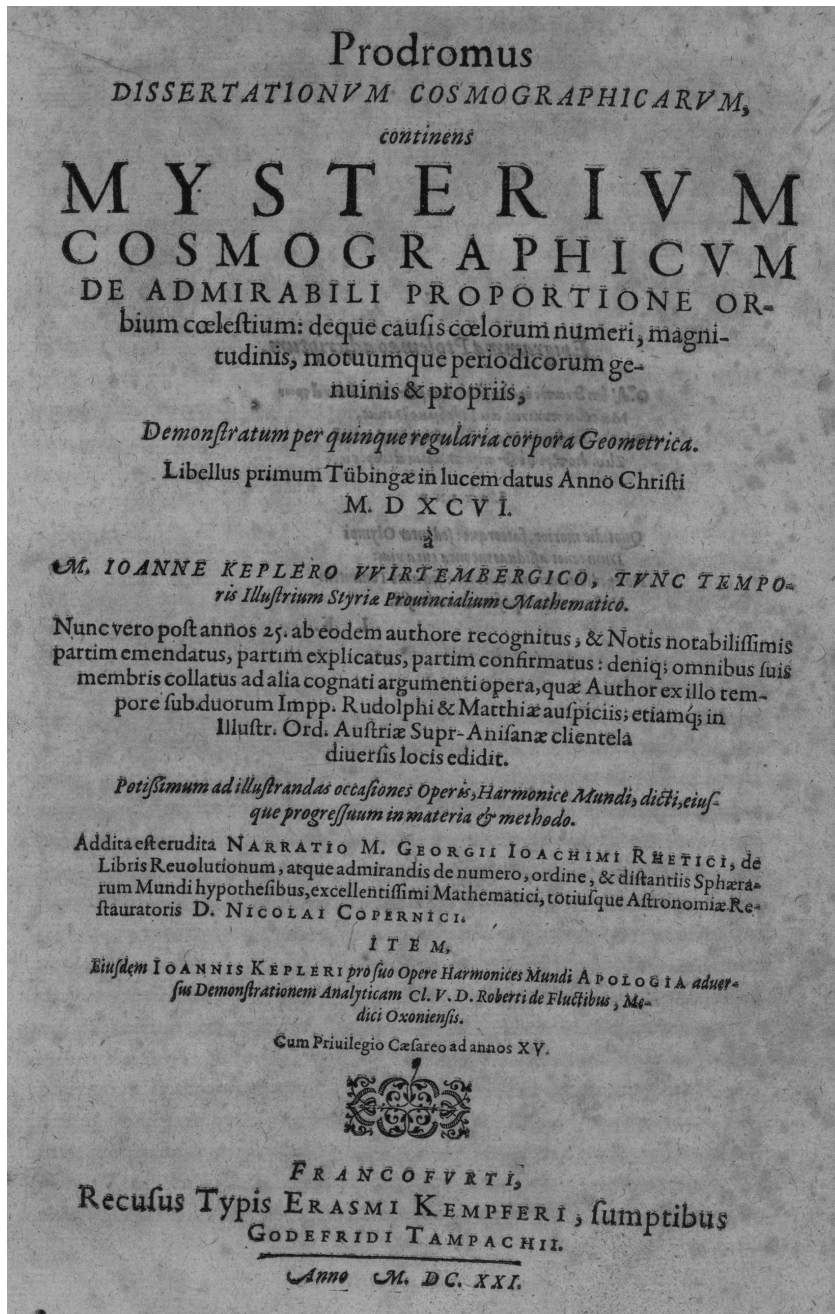 Prodromus
DISSERTATIONVM COSMOGRAPHICARVM,
continens
MYSTERIVM
COSMOGRAPHICVM
DE ADMIRABILI PROPORTIONE OR-
bium cœleſtium: deque cauſis cœlorum numeri, magni-
tudinis, motuumque periodicorum ge-
nuinis & propriis,
Demonſtratum per quinque regularia corpora Geometrica.
Libellus primum Tübingæ in lucem datus Anno Chriſti
M. D XCVI.
à
M. IOANNE KEPLERO VVIRTEMBERGICO, TVNC TEMPO-
ris Illuſtrium Styriæ Prouincialium Mathematico.
Nunc vero poſt annos 25. ab eodem authore recognitus, & Notis notabiliſſimis
partim emendatus, partim explicatus, partim confirmatus: deniq; omnibus ſuis
membris collatus ad alia cognati argumenti opera, quæ Author ex illo tem-
pore ſub duorum Impp. Rudolphi & Matthiæ auſpiciis; etiamq́; in
Illuſtr. Ord. Auſtriæ Supr-Aniſanæ clientela
diuerſis locis edidit.
Potiſſimum ad illuſtrandas occaſiones Operis, Harmonice Mundi, dicti, eiuſ-
que progreſſuum in materia & methodo.
Addita eſt erudita NARRATIO M. GEORGII IOACHIMI RHETICI, de
Libris Reuolutionum, atque admirandis de numero, ordine, & diſtantiis Sphæra-
rum Mundi hypotheſibus, excellentiſſimi Mathematici, totiuſque Aſtronomiæ Re-
ſtauratoris D. NICOLAI COPERNICI.
ITEM,
Eiuſdem IOANNIS KEPLERI pro ſuo Opere Harmonices Mundi APOLOGIA aduer-
ſus Demonſtrationem Analyticam Cl. V. D. Roberti de Fluctibus, Me-
dici Oxonienſis.
Cum Priuilegio Cæſareo ad annos XV.
FRANCOFVRTI,
Recuſus Typis ERASMI KEMPFERI, ſumptibus
GODEFRIDI TAMPACHII.
Anno M. DC. XXI.